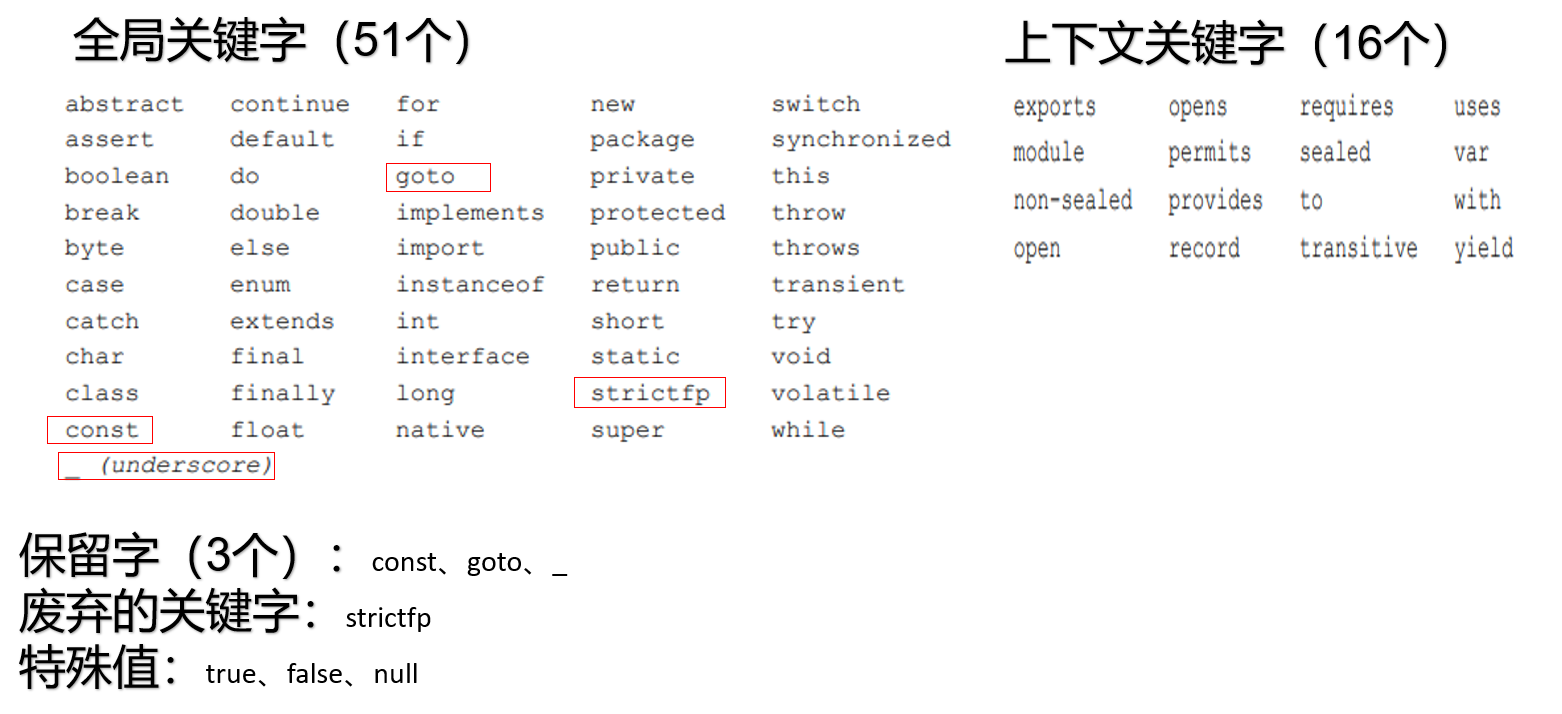 全局关键字（51个）
abstract continue for new switch
assert default if package synchronized
boolean do goto private this
break double implements protected throw
byte else import public throws
case enum instanceof return transient
catch extends int short try
char final interface static void
class finally long strictfp volatile
const float native super while
_ (underscore)
上下文关键字（16个）
exports opens requires uses
module permits sealed var
non-sealed provides to with
open record transitive yield
保留字（3个）：const、goto、_
废弃的关键字：strictfp
特殊值：true、false、null